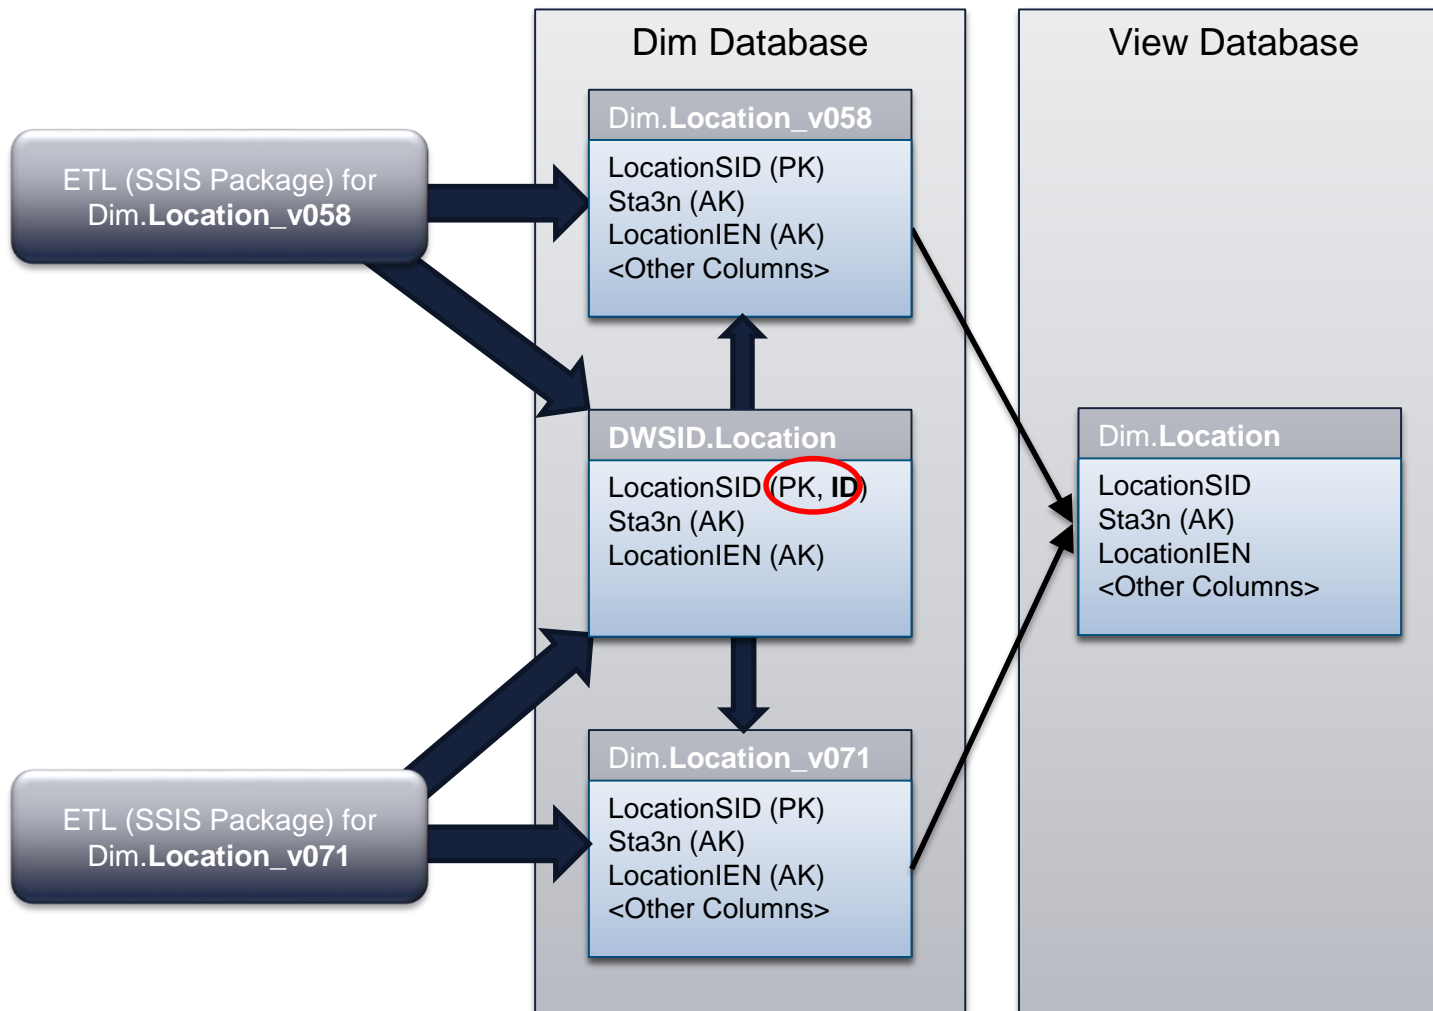 Dim Database
View Database
Dim.Location_v058
LocationSID (PK)
Sta3n (AK)
LocationIEN (AK)
<Other Columns>
ETL (SSIS Package) for
Dim.Location_v058
DWSID.Location
LocationSID (PK, ID)
Sta3n (AK)
LocationIEN (AK)
Dim.Location
LocationSID
Sta3n (AK)
LocationIEN
<Other Columns>
Dim.Location_v071
LocationSID (PK)
Sta3n (AK)
LocationIEN (AK)
<Other Columns>
ETL (SSIS Package) for
Dim.Location_v071